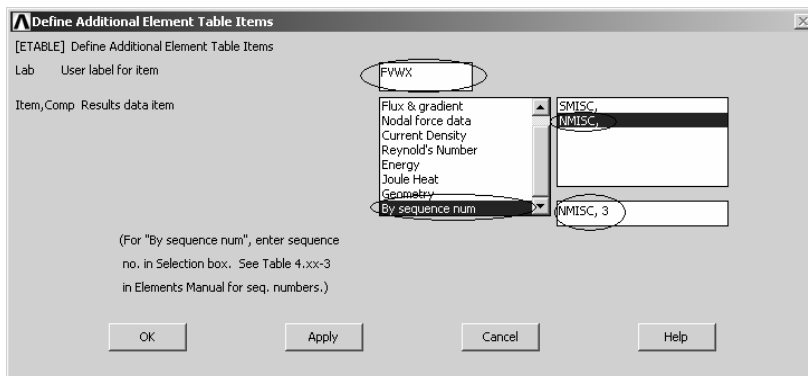 Define Additional Element Table Items
[ETABLE] Define Additional Element Table Items
Lab User label for item
FVWX
Item,Comp Results data item
Flux & gradient
Nodal force data
Current Density
Reynold's Number
Energy
Joule Heat
Geometry
By sequence num
SMISC,
NMISC,
NMISC, 3
(For "By sequence num", enter sequence
no. in Selection box. See Table 4.xx-3
in Elements Manual for seq. numbers.)
OK Apply Cancel Help